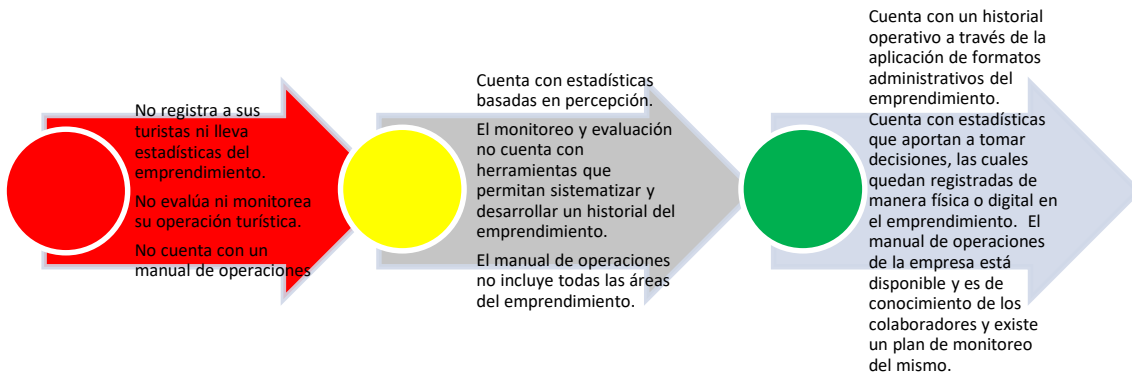 No registra a sus
turistas ni lleva
estadísticas del
emprendimiento.
No evalúa ni monitorea
su operación turística.
No cuenta con un
manual de operaciones
Cuenta con estadísticas
basadas en percepción.
El monitoreo y evaluación
no cuenta con
herramientas que
permitan sistematizar y
desarrollar un historial del
emprendimiento.
El manual de operaciones
no incluye todas las áreas
del emprendimiento.
Cuenta con un historial
operativo a través de la
aplicación de formatos
administrativos del
emprendimiento.
Cuenta con estadísticas
que aportan a tomar
decisiones, las cuales
quedan registradas de
manera física o digital en
el emprendimiento. El
manual de operaciones
de la empresa está
disponible y es de
conocimiento de los
colaboradores y existe
un plan de monitoreo
del mismo.